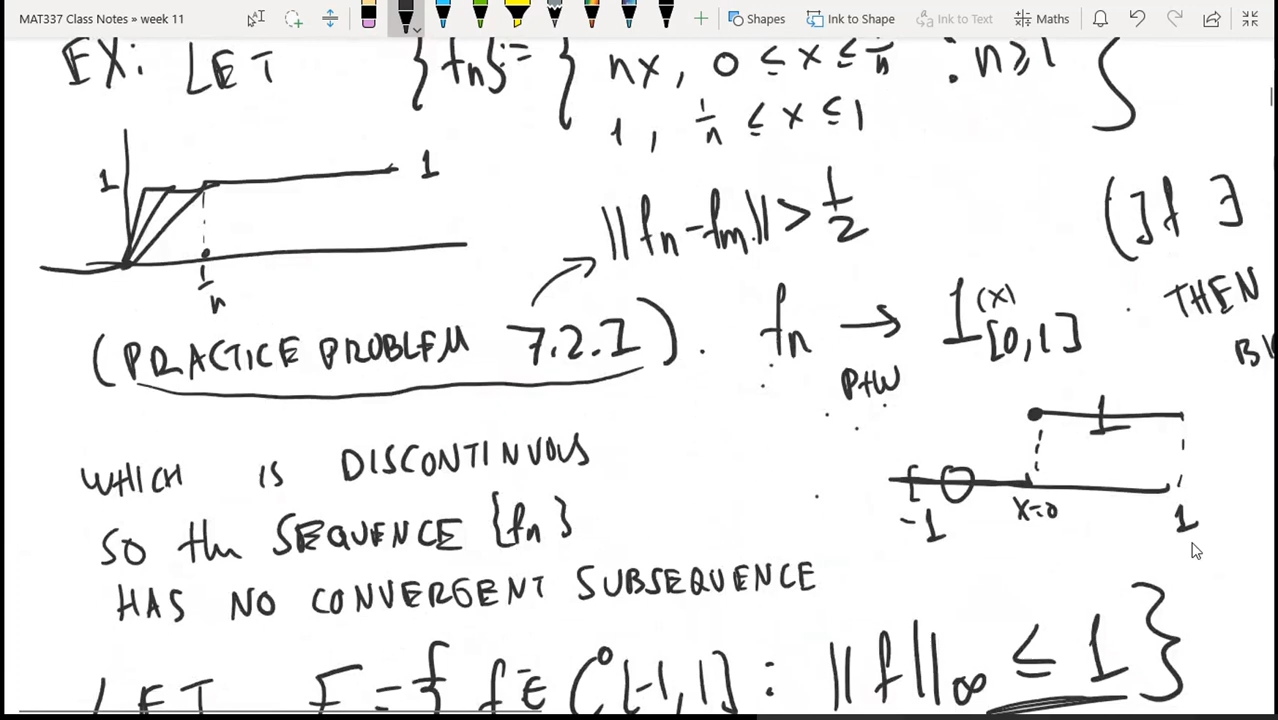 MAT337 Class Notes » week 11
Shapes Ink to Shape Ink to Text Maths
EX: LET {fn} = { nx, 0 ≤ x ≤ 1/n : n ≥ 1 }
1, 1/n ≤ x ≤ 1
1 1
1/n
||fn-fm|| > 1/2
(PRACTICE PROBLEM 7.2.I).
fn → 1[0,1](x)
PtW
(]f ]
THEN
WHICH IS DISCONTINUOUS
SO the SEQUENCE {fn}
HAS NO CONVERGENT SUBSEQUENCE
1
-1 x=0 1
LET F = { f ∈ C⁰[-1,1] : ||f||∞ ≤ 1 }